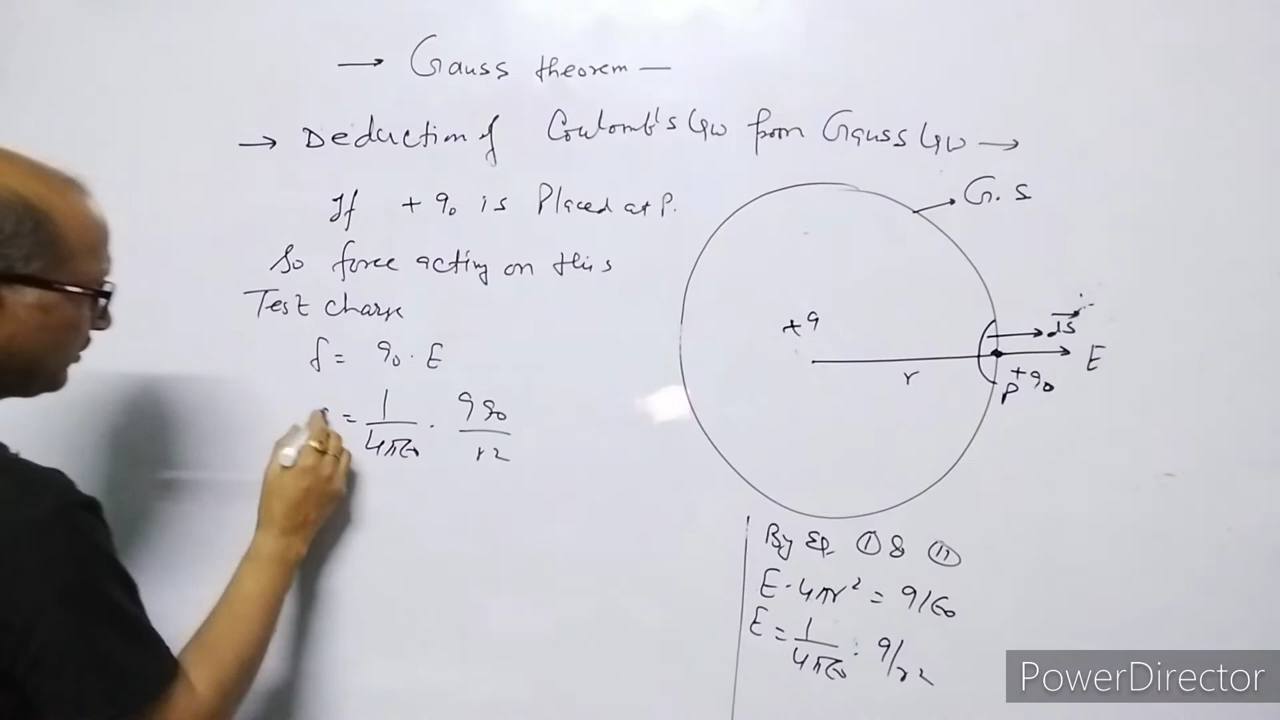 → Gauss theorem —
→ Deduction of Coulomb's law from Gauss law →
If +q₀ is Placed at P.
So force acting on this
Test charge
f = q₀ · E
= 1/4πε₀ · qq₀/r2
G.S
+q
r
ds
E
P +q₀
By Eq. ① & ⑪
E · 4πr² = q/ε₀
E = 1/4πε₀ · q/r2
PowerDirector